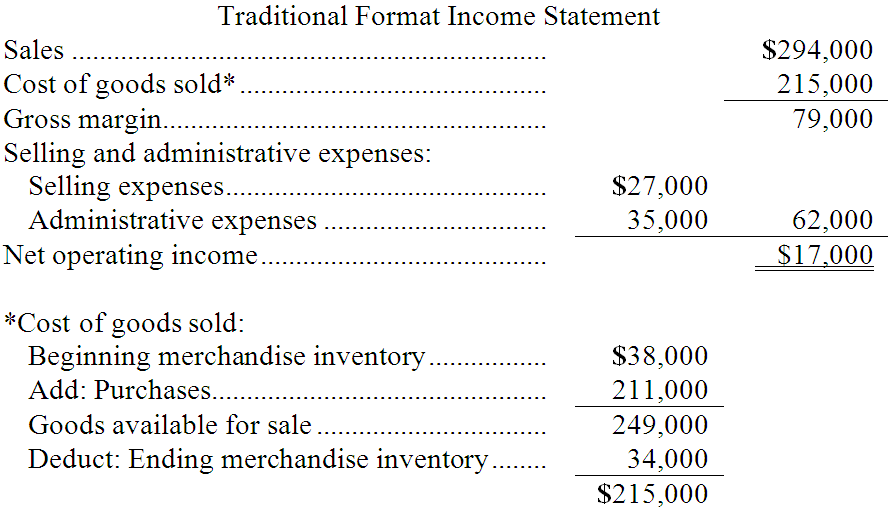 Traditional Format Income Statement
Sales ................................................................ $294,000
Cost of goods sold* ........................................ 215,000
Gross margin.................................................. 79,000
Selling and administrative expenses:
Selling expenses.......................................... $27,000
Administrative expenses .............................. 35,000 62,000
Net operating income...................................... $17,000
*Cost of goods sold:
Beginning merchandise inventory ................. $38,000
Add: Purchases............................................ 211,000
Goods available for sale ............................... 249,000
Deduct: Ending merchandise inventory ........ 34,000
$215,000